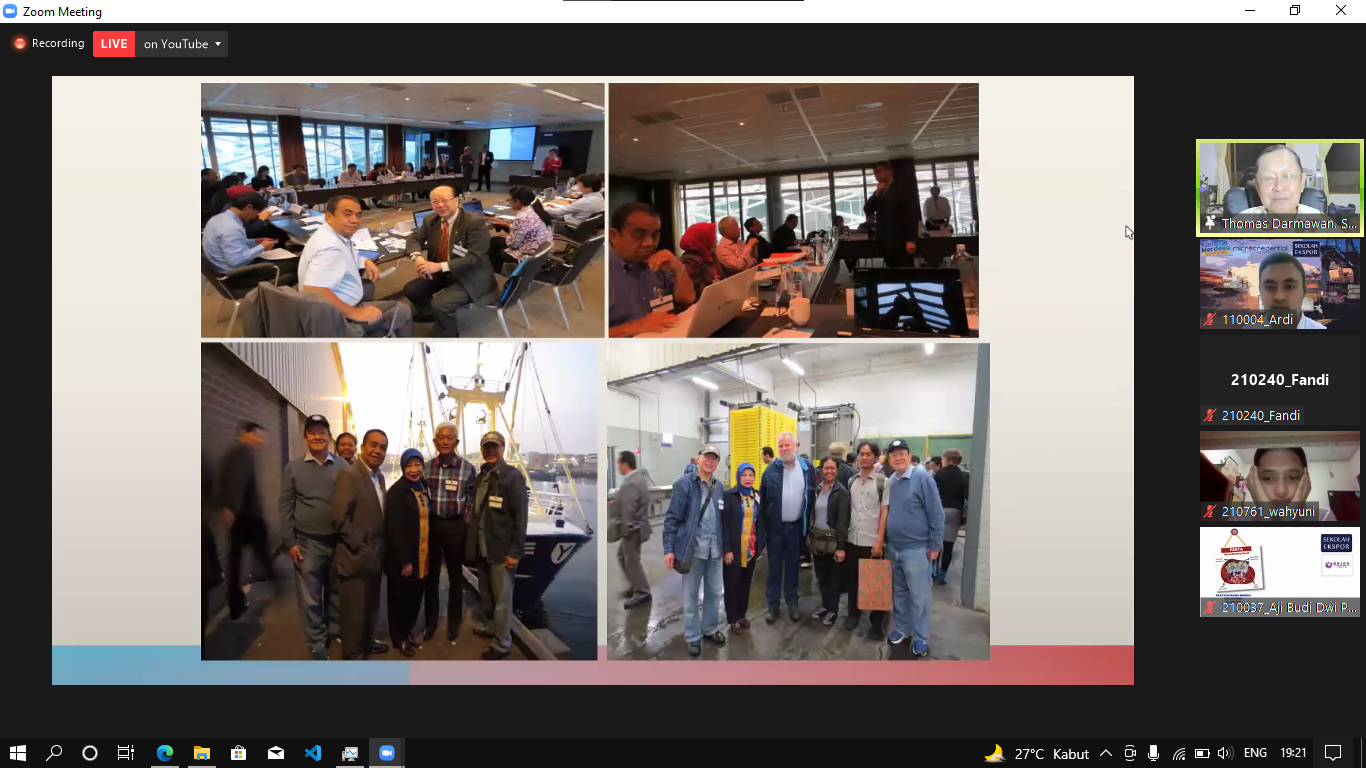 Zoom Meeting
Recording
LIVE
on YouTube
Thomas Darmawan. S...
microcredential
SEKOLAH
EKSPOR
110004_Ardi
210240_Fandi
210240_Fandi
210761_wahyuni
SEKOLAH
EKSPOR
210037_Aji Budi Dwi P...
27°C Kabut
ENG
19:21